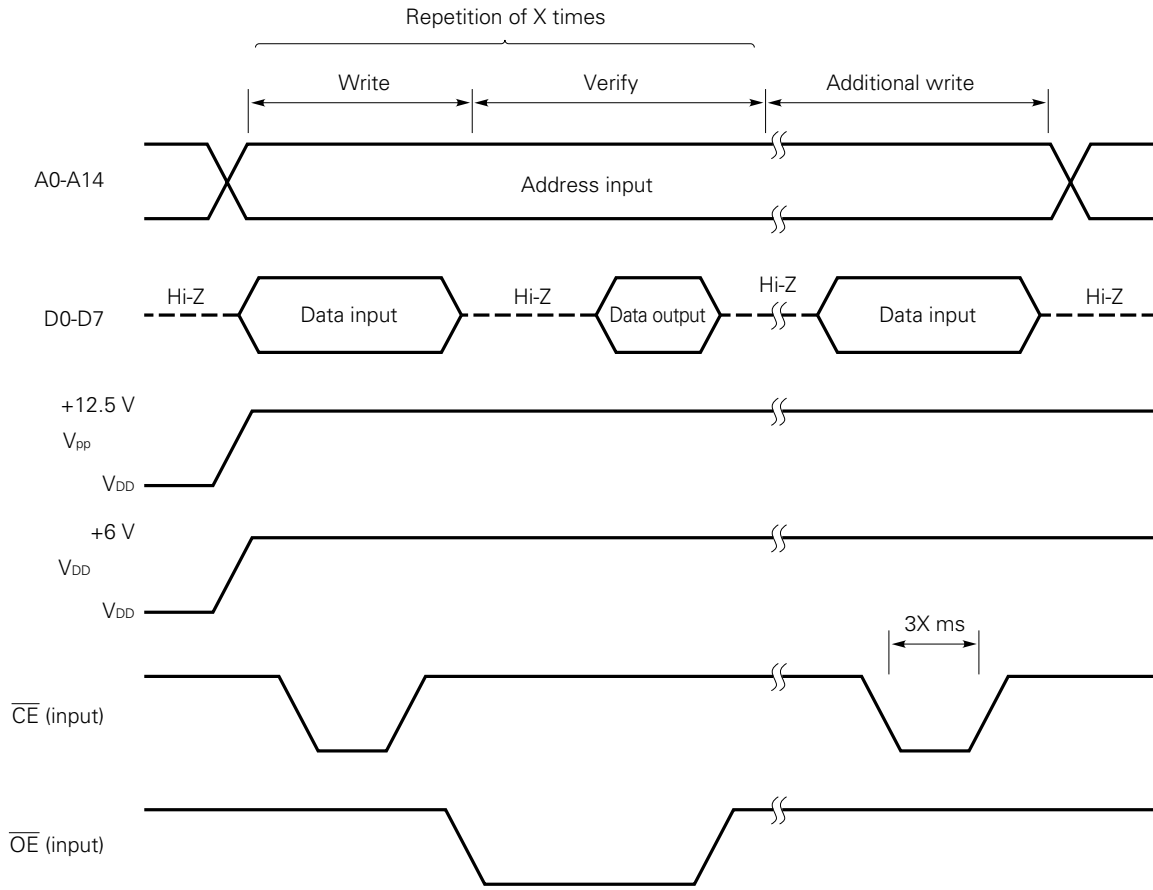 Repetition of X times
Write
Verify
Additional write
A0-A14
Address input
D0-D7
Hi-Z
Data input
Hi-Z
Data output
Hi-Z
Data input
Hi-Z
+12.5 V
Vpp
VDD
+6 V
VDD
VDD
3X ms
CE (input)
OE (input)